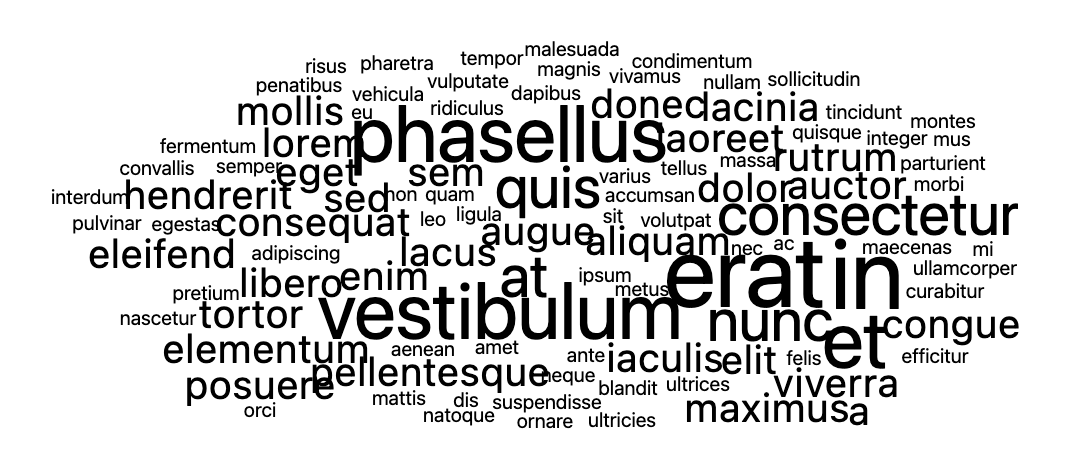 malesuada
risus pharetra tempor magnis condimentum
penatibus vulputate vivamus nullam sollicitudin
vehicula dapibus
mollis eu ridiculus donec lacinia tincidunt
montes
fermentum lorem phasellus laoreet quisque integer mus
convallis semper eget sem varius tellus massa rutrum parturient
interdum hendrerit sed non quam quis accumsan dolor auctor morbi
pulvinar egestas consequat leo ligula sit volutpat consectetur
eleifend adipiscing lacus augue aliquam nec ac maecenas mi
libero enim at ipsum erat in ullamcorper
pretium metus curabitur
nascetur tortor vestibulum nunc congue
elementum aenean amet ante iaculis elit felis et efficitur
posuere pellentesque neque blandit ultrices viverra
orci mattis dis suspendisse maximus a
natoque ornare ultricies